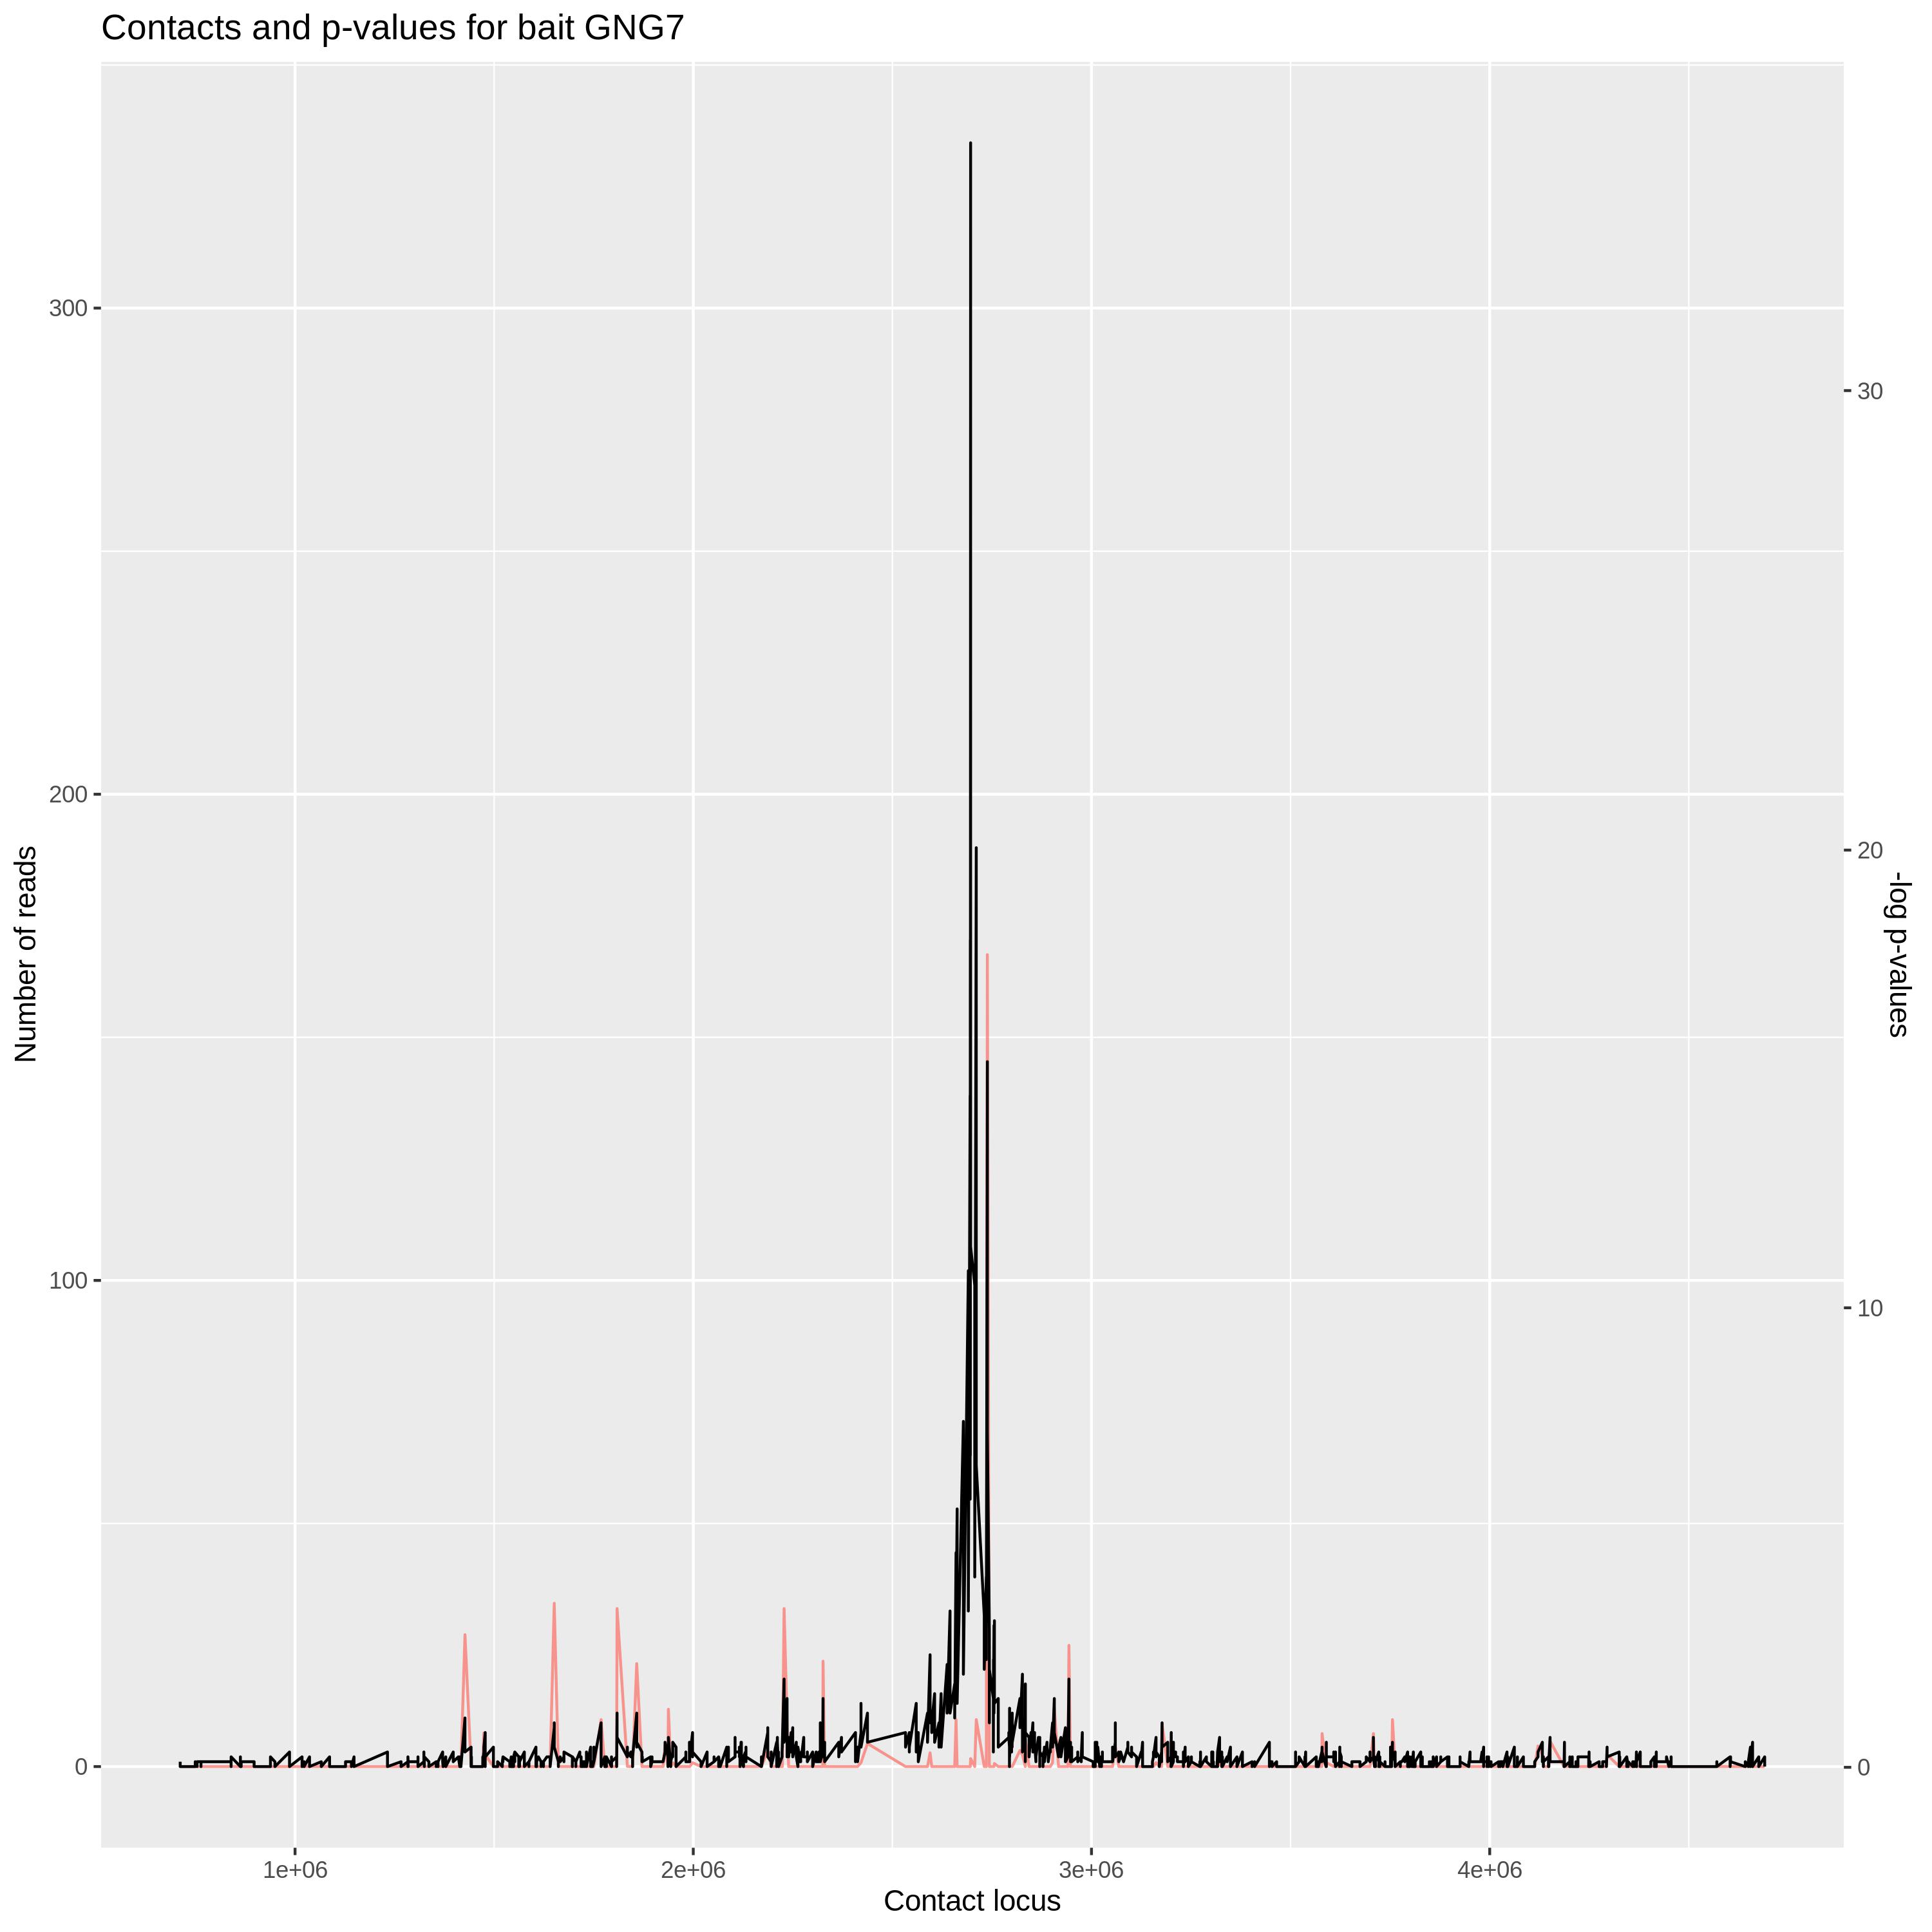 Contacts and p-values for bait GNG7
Number of reads
300
200
100
0
30
20
10
0
-log p-values
1e+06
2e+06
3e+06
4e+06
Contact locus